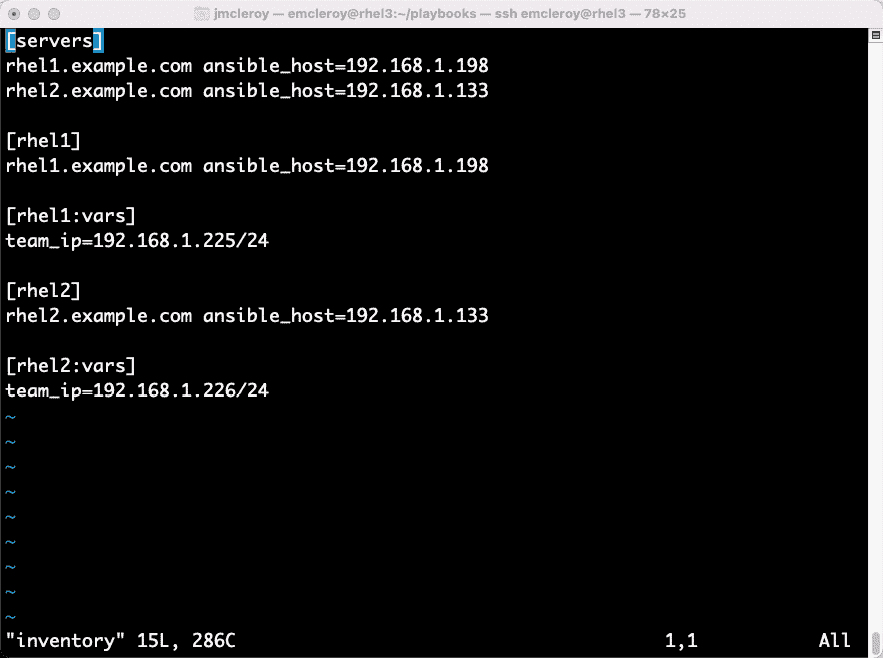 jmcleroy — emcleroy@rhel3:~/playbooks — ssh emcleroy@rhel3 — 78×25
[servers]
rhel1.example.com ansible_host=192.168.1.198
rhel2.example.com ansible_host=192.168.1.133
[rhel1]
rhel1.example.com ansible_host=192.168.1.198
[rhel1:vars]
team_ip=192.168.1.225/24
[rhel2]
rhel2.example.com ansible_host=192.168.1.133
[rhel2:vars]
team_ip=192.168.1.226/24
~
~
~
~
~
~
~
~
~
"inventory" 15L, 286C 1,1 All